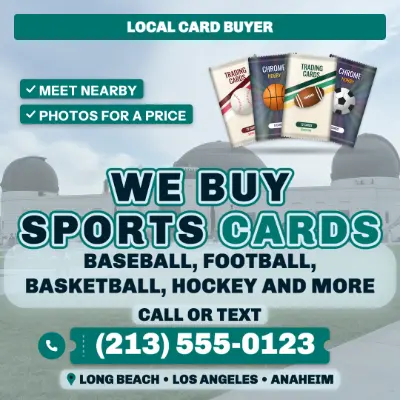 LOCAL CARD BUYER
MEET NEARBY
PHOTOS FOR A PRICE
TRADING
CARDS
CHROME
TRADING
CARDS
CHROME
WE BUY
SPORTS CARDS
BASEBALL, FOOTBALL,
BASKETBALL, HOCKEY AND MORE
CALL OR TEXT
(213) 555-0123
LONG BEACH • LOS ANGELES • ANAHEIM